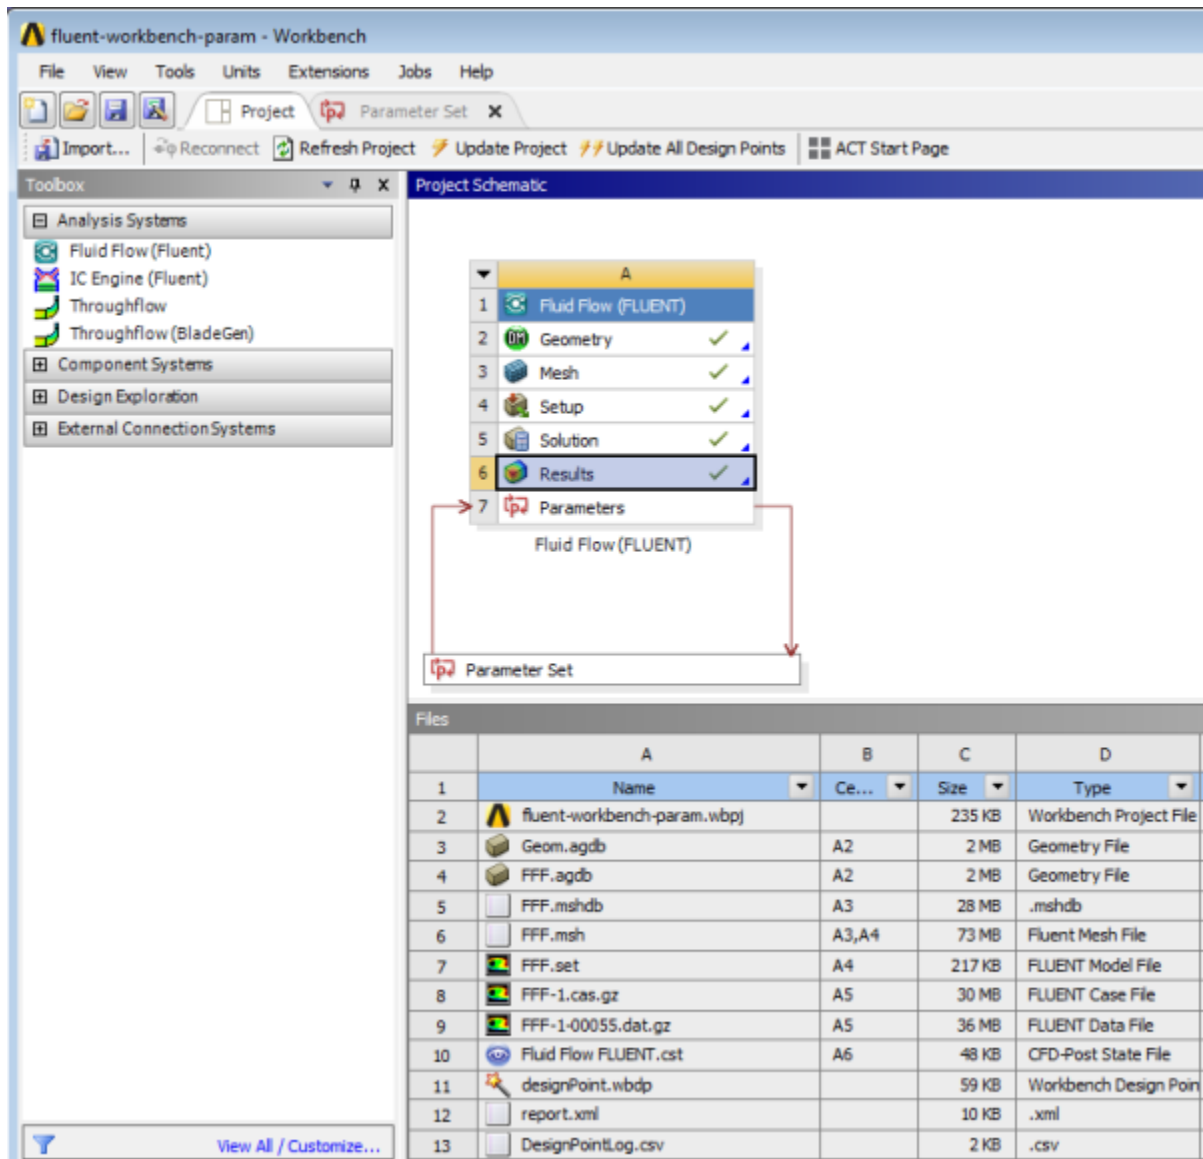 fluent-workbench-param - Workbench
File View Tools Units Extensions Jobs Help
Project Parameter Set
Import... Reconnect Refresh Project Update Project Update All Design Points ACT Start Page
Toolbox
Analysis Systems
Fluid Flow (Fluent)
IC Engine (Fluent)
Throughflow
Throughflow (BladeGen)
Component Systems
Design Exploration
External Connection Systems
View All / Customize...
Project Schematic
A
1 Fluid Flow (FLUENT)
2 Geometry
3 Mesh
4 Setup
5 Solution
6 Results
7 Parameters
Fluid Flow (FLUENT)
Parameter Set
Files
A B C D
1 Name Ce... Size Type
2 fluent-workbench-param.wbpj 235 KB Workbench Project File
3 Geom.agdb A2 2 MB Geometry File
4 FFF.agdb A2 2 MB Geometry File
5 FFF.mshdb A3 28 MB .mshdb
6 FFF.msh A3,A4 73 MB Fluent Mesh File
7 FFF.set A4 217 KB FLUENT Model File
8 FFF-1.cas.gz A5 30 MB FLUENT Case File
9 FFF-1-00055.dat.gz A5 36 MB FLUENT Data File
10 Fluid Flow FLUENT.cst A6 48 KB CFD-Post State File
11 designPoint.wbdp 59 KB Workbench Design Poin
12 report.xml 10 KB .xml
13 DesignPointLog.csv 2 KB .csv